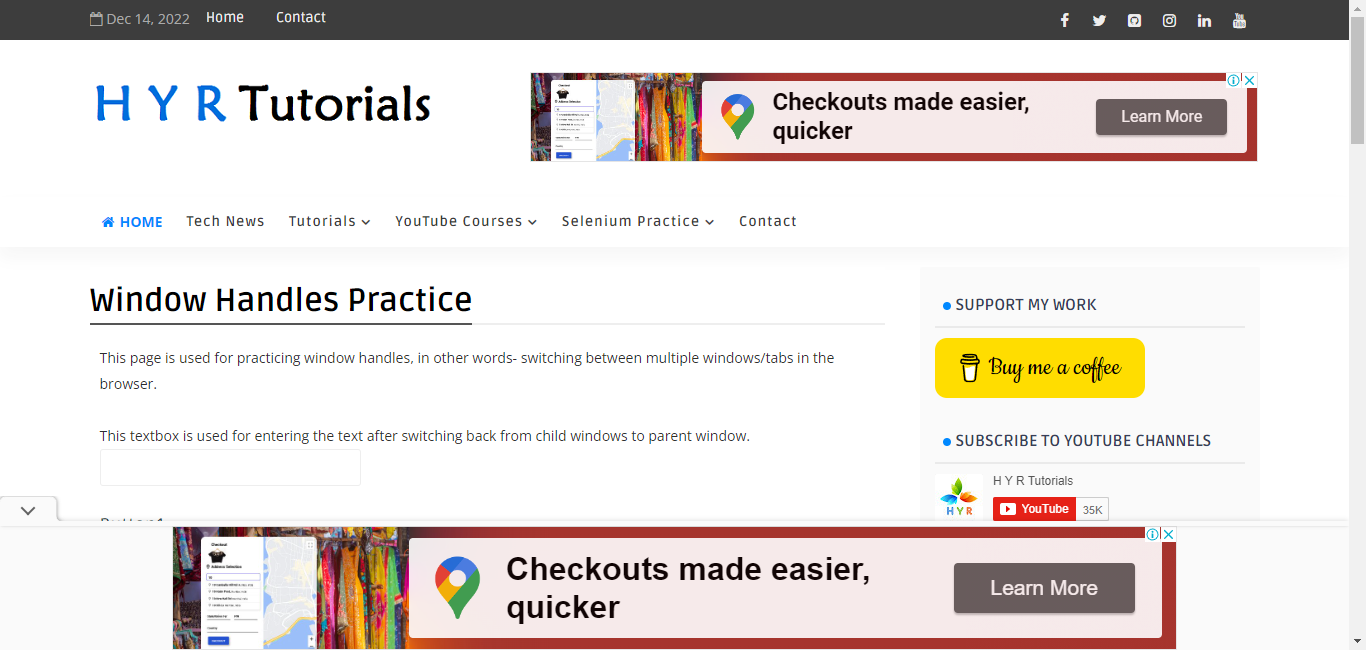 Dec 14, 2022 Home Contact
H Y R Tutorials
Checkouts made easier,
quicker
Learn More
HOME Tech News Tutorials YouTube Courses Selenium Practice Contact
Window Handles Practice
This page is used for practicing window handles, in other words- switching between multiple windows/tabs in the
browser.
This textbox is used for entering the text after switching back from child windows to parent window.
SUPPORT MY WORK
Buy me a coffee
SUBSCRIBE TO YOUTUBE CHANNELS
H Y R Tutorials
HYR
YouTube 35K
Checkout
Address Selection
Checkouts made easier,
quicker
Learn More